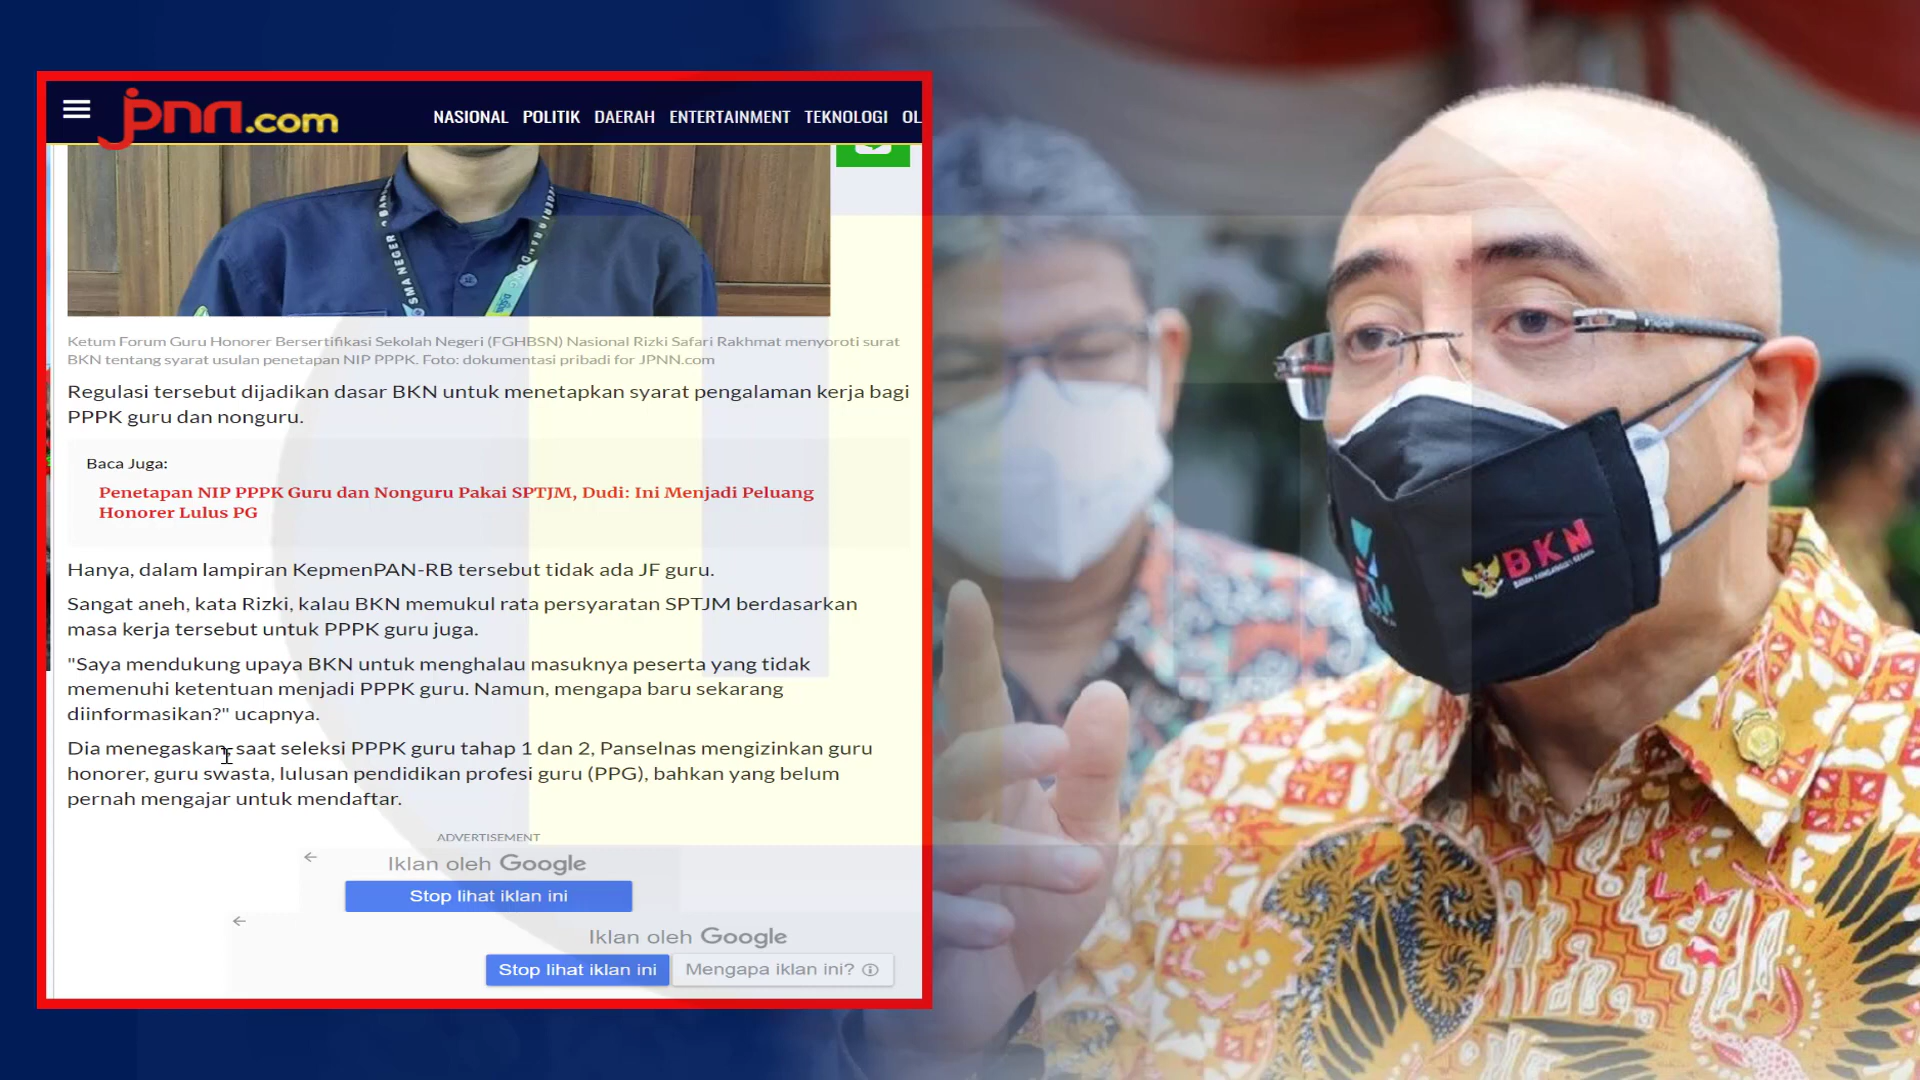 jpnn.com
NASIONAL POLITIK DAERAH ENTERTAINMENT TEKNOLOGI OL
SMA NEGER
Ketum Forum Guru Honorer Bersertifikasi Sekolah Negeri (FGHBSN) Nasional Rizki Safari Rakhmat menyoroti surat
BKN tentang syarat usulan penetapan NIP PPPK. Foto: dokumentasi pribadi for JPNN.com
Regulasi tersebut dijadikan dasar BKN untuk menetapkan syarat pengalaman kerja bagi
PPPK guru dan nonguru.
Baca Juga:
Penetapan NIP PPPK Guru dan Nonguru Pakai SPTJM, Dudi: Ini Menjadi Peluang
Honorer Lulus PG
Hanya, dalam lampiran KepmenPAN-RB tersebut tidak ada JF guru.
Sangat aneh, kata Rizki, kalau BKN memukul rata persyaratan SPTJM berdasarkan
masa kerja tersebut untuk PPPK guru juga.
"Saya mendukung upaya BKN untuk menghalau masuknya peserta yang tidak
memenuhi ketentuan menjadi PPPK guru. Namun, mengapa baru sekarang
diinformasikan?" ucapnya.
Dia menegaskan, saat seleksi PPPK guru tahap 1 dan 2, Panselnas mengizinkan guru
honorer, guru swasta, lulusan pendidikan profesi guru (PPG), bahkan yang belum
pernah mengajar untuk mendaftar.
ADVERTISEMENT
Iklan oleh Google
Stop lihat iklan ini
Iklan oleh Google
Stop lihat iklan ini Mengapa iklan ini?
BKN